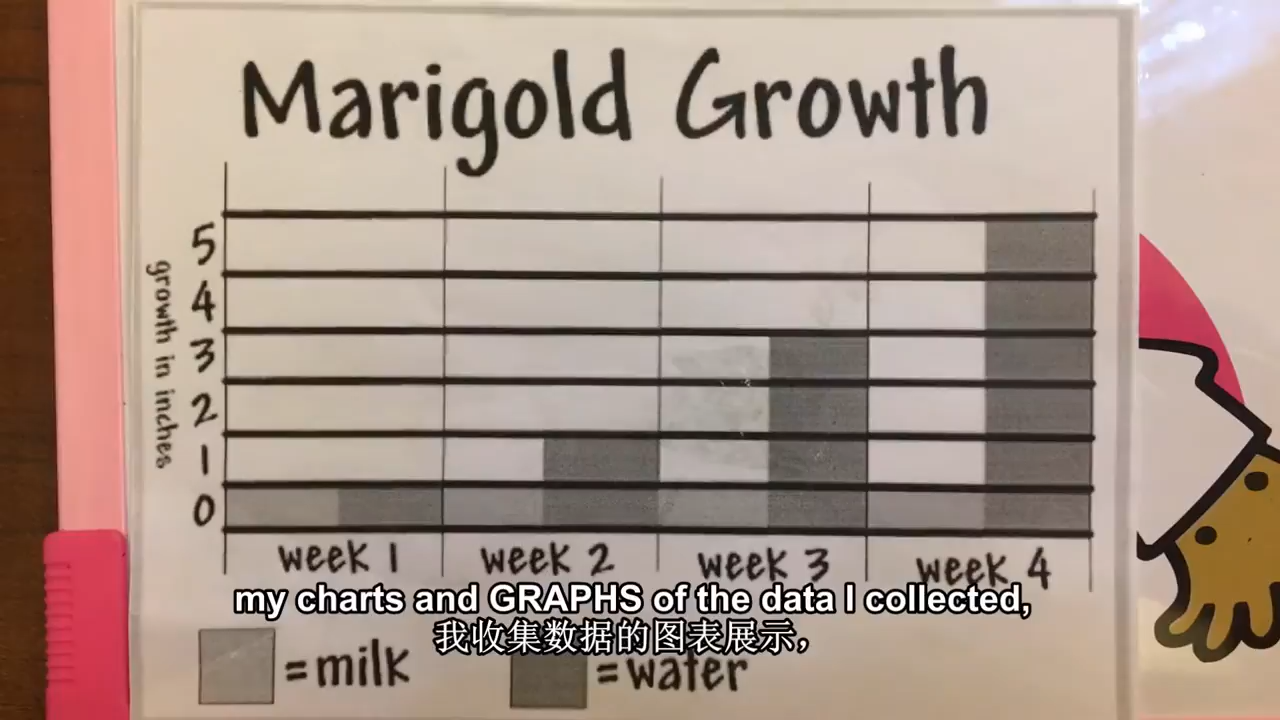 Marigold Growth
growth in inches
5
4
3
2
1
0
week 1 week 2 week 3 week 4
my charts and GRAPHS of the data I collected,
我收集数据的图表展示,
=milk =water